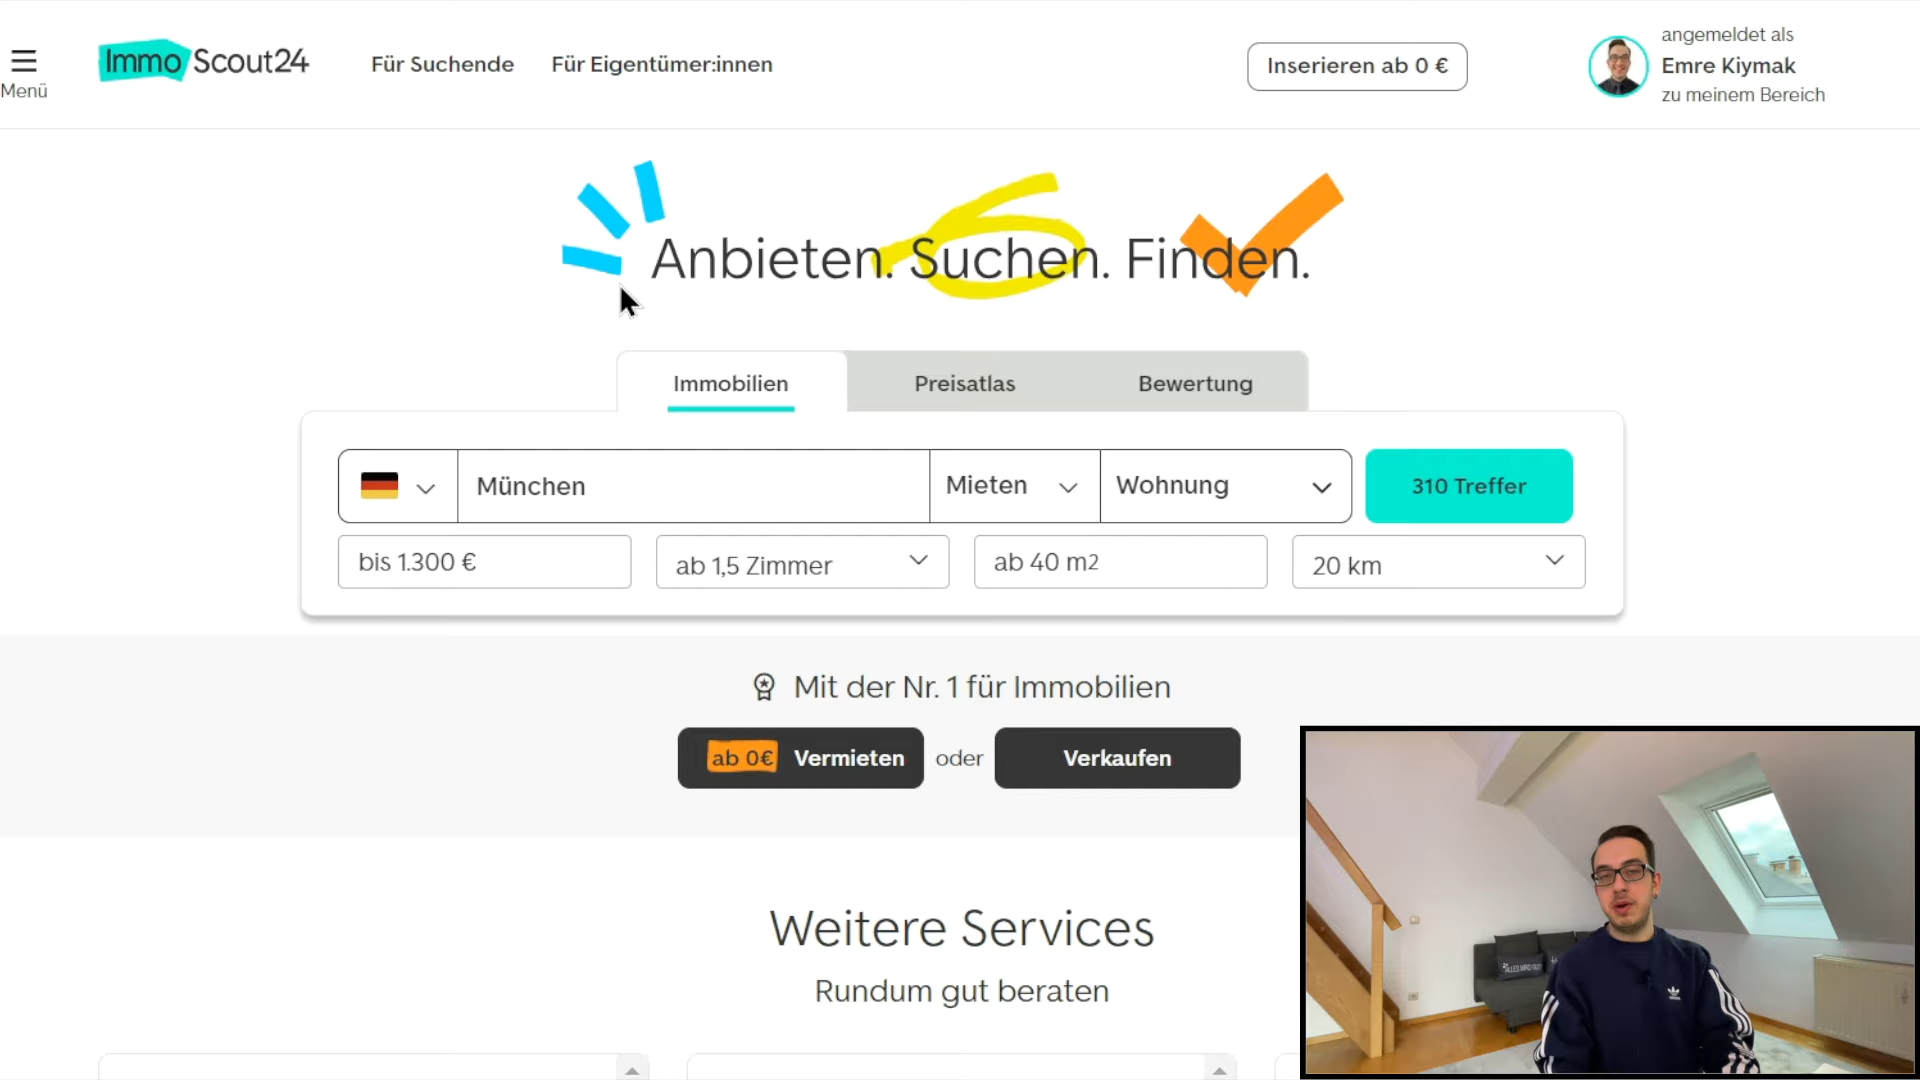 Menü
ImmoScout24
Für Suchende
Für Eigentümer:innen
Inserieren ab 0 €
angemeldet als
Emre Kiymak
zu meinem Bereich
Anbieten. Suchen. Finden.
Immobilien
Preisatlas
Bewertung
München
Mieten
Wohnung
310 Treffer
bis 1.300 €
ab 1,5 Zimmer
ab 40 m2
20 km
Mit der Nr. 1 für Immobilien
ab 0€ Vermieten
oder
Verkaufen
Weitere Services
Rundum gut beraten